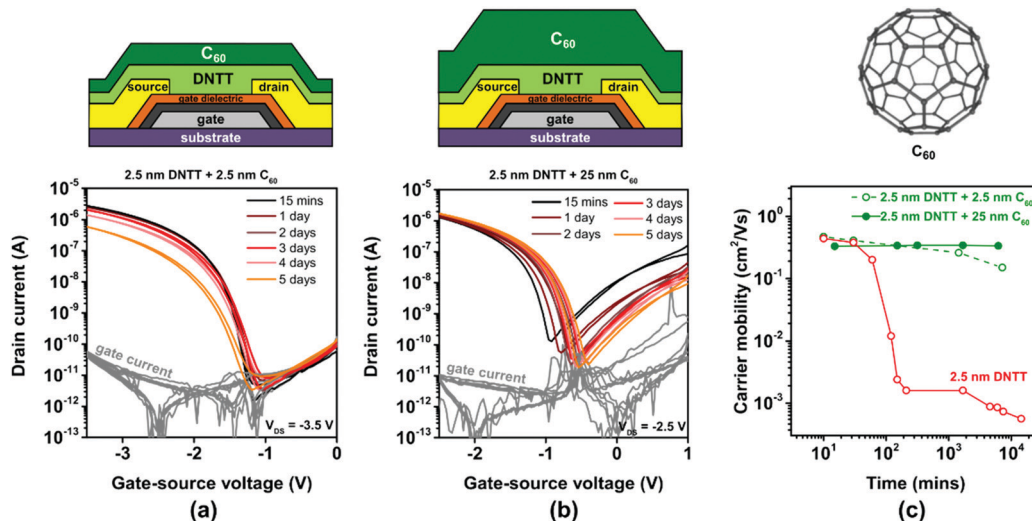 C₆₀
DNTT
source
drain
gate dielectric
gate
substrate
2.5 nm DNTT + 2.5 nm C₆₀
10⁻⁵
10⁻⁶
10⁻⁷
10⁻⁸
10⁻⁹
10⁻¹⁰
10⁻¹¹
10⁻¹²
10⁻¹³
Drain current (A)
15 mins
1 day
2 days
3 days
4 days
5 days
gate current
V_DS = -3.5 V
-3
-2
-1
0
Gate-source voltage (V)
(a)
C₆₀
DNTT
source
drain
gate dielectric
gate
substrate
2.5 nm DNTT + 25 nm C₆₀
10⁻⁵
10⁻⁶
10⁻⁷
10⁻⁸
10⁻⁹
10⁻¹⁰
10⁻¹¹
10⁻¹²
10⁻¹³
Drain current (A)
15 mins
1 day
2 days
3 days
4 days
5 days
gate current
V_DS = -2.5 V
-3
-2
-1
0
1
Gate-source voltage (V)
(b)
C₆₀
2.5 nm DNTT + 2.5 nm C₆₀
2.5 nm DNTT + 25 nm C₆₀
10⁰
10⁻¹
10⁻²
10⁻³
Carrier mobility (cm²/Vs)
2.5 nm DNTT
10¹
10²
10³
10⁴
Time (mins)
(c)